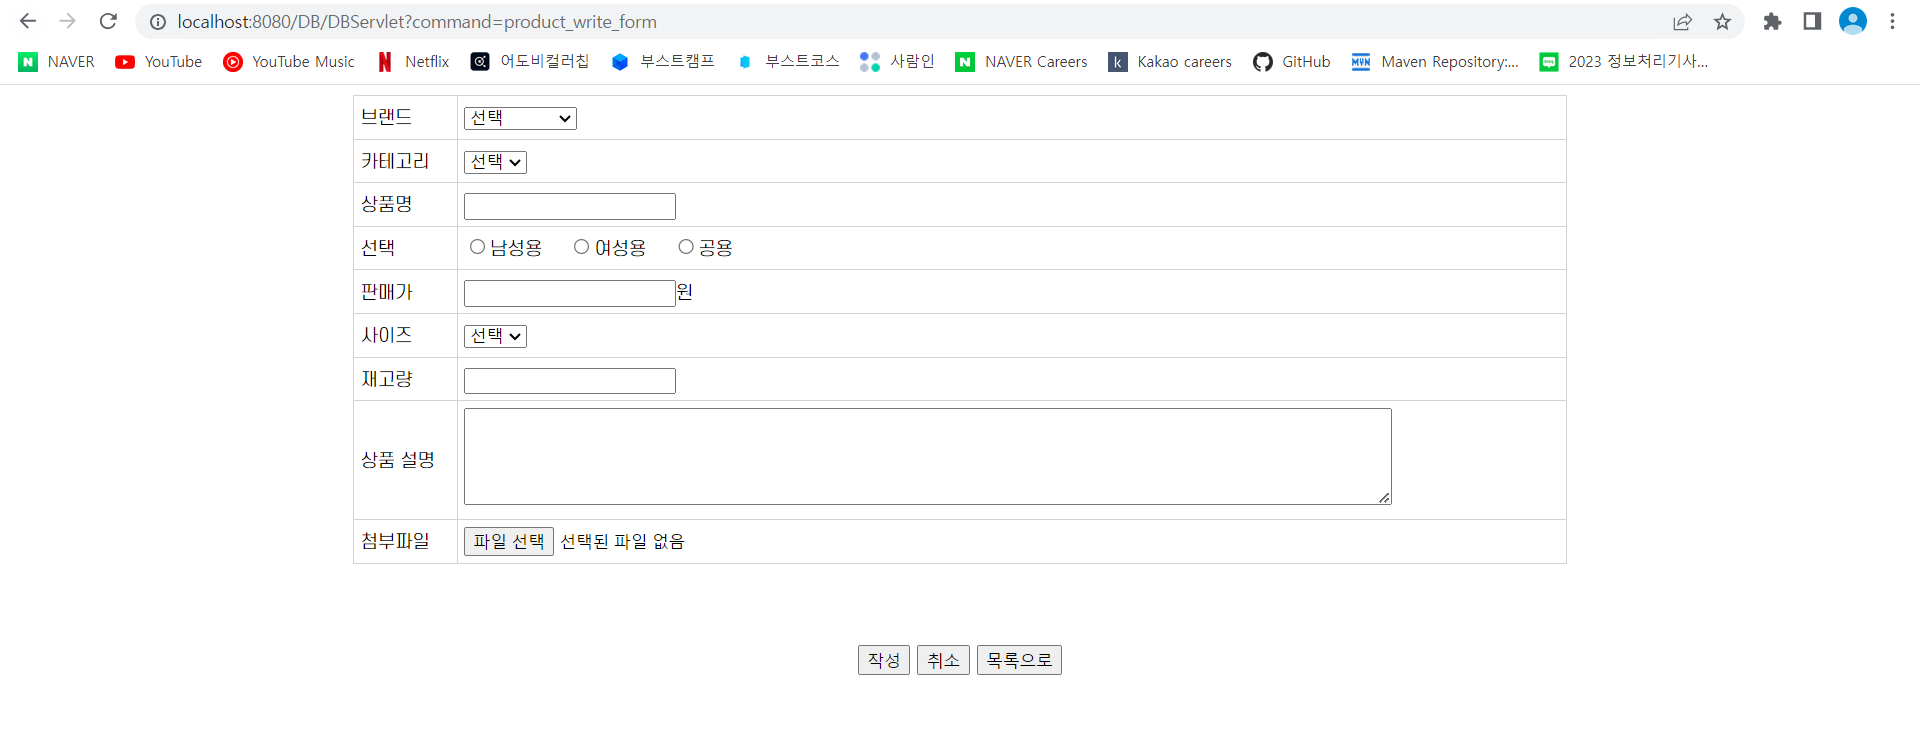 localhost:8080/DB/DBServlet?command=product_write_form
NAVER YouTube YouTube Music Netflix 어도비컬러칩 부스트캠프 부스트코스 사람인 NAVER Careers k Kakao careers GitHub MVN Maven Repository:... 2023 정보처리기사...
브랜드 선택
카테고리 선택
상품명
선택 남성용 여성용 공용
판매가 원
사이즈 선택
재고량
상품 설명
첨부파일 파일 선택 선택된 파일 없음
작성 취소 목록으로